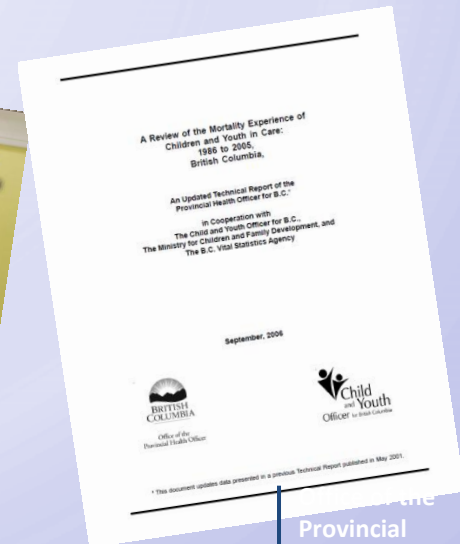 A Review of the Mortality Experience of
Children and Youth in Care:
1986 to 2005,
British Columbia,
An Updated Technical Report of the
Provincial Health Officer for B.C.*
in Cooperation with
The Child and Youth Officer for B.C.,
The Ministry for Children and Family Development, and
The B.C. Vital Statistics Agency
September, 2006
BRITISH
COLUMBIA
Office of the
Provincial Health Officer
Child
and Youth
Officer for British Columbia
* This document updates data presented in a previous Technical Report published in May 2001.
the
Provincial